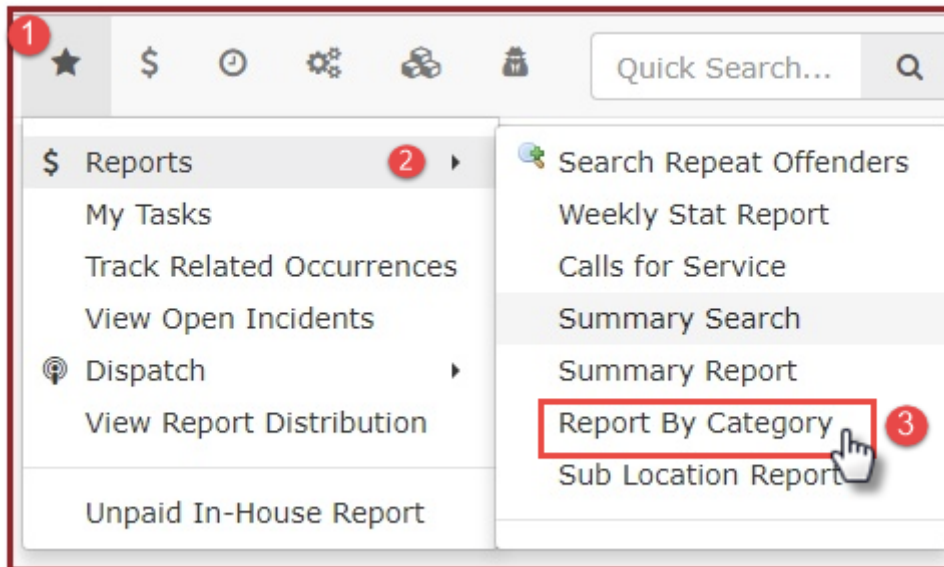 1
$
Quick Search...
$ Reports 2
My Tasks
Track Related Occurrences
View Open Incidents
Dispatch
View Report Distribution
Unpaid In-House Report
Search Repeat Offenders
Weekly Stat Report
Calls for Service
Summary Search
Summary Report
Report By Category 3
Sub Location Report